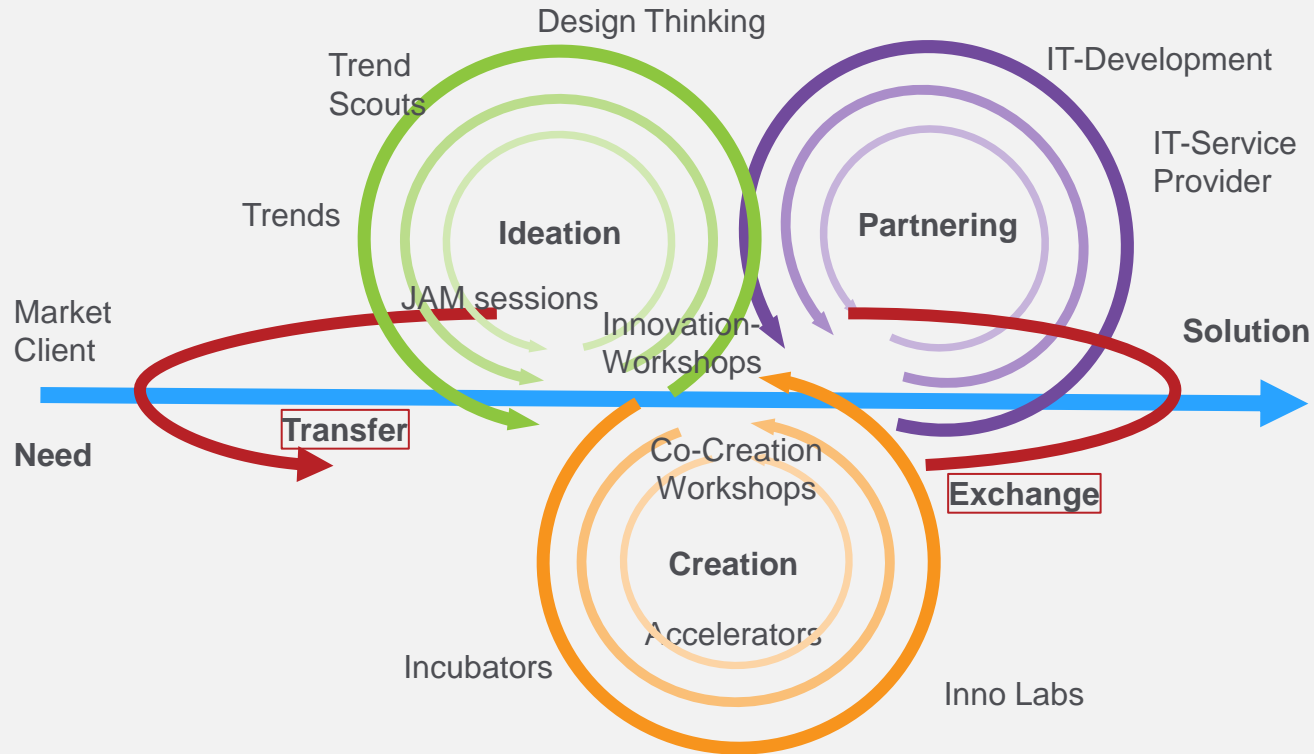 Design Thinking
Trend
Scouts
IT-Development
IT-Service
Provider
Trends
Ideation
Partnering
JAM sessions
Market
Client
Innovation-
Workshops
Solution
Need
Transfer
Co-Creation
Workshops
Exchange
Creation
Accelerators
Incubators
Inno Labs